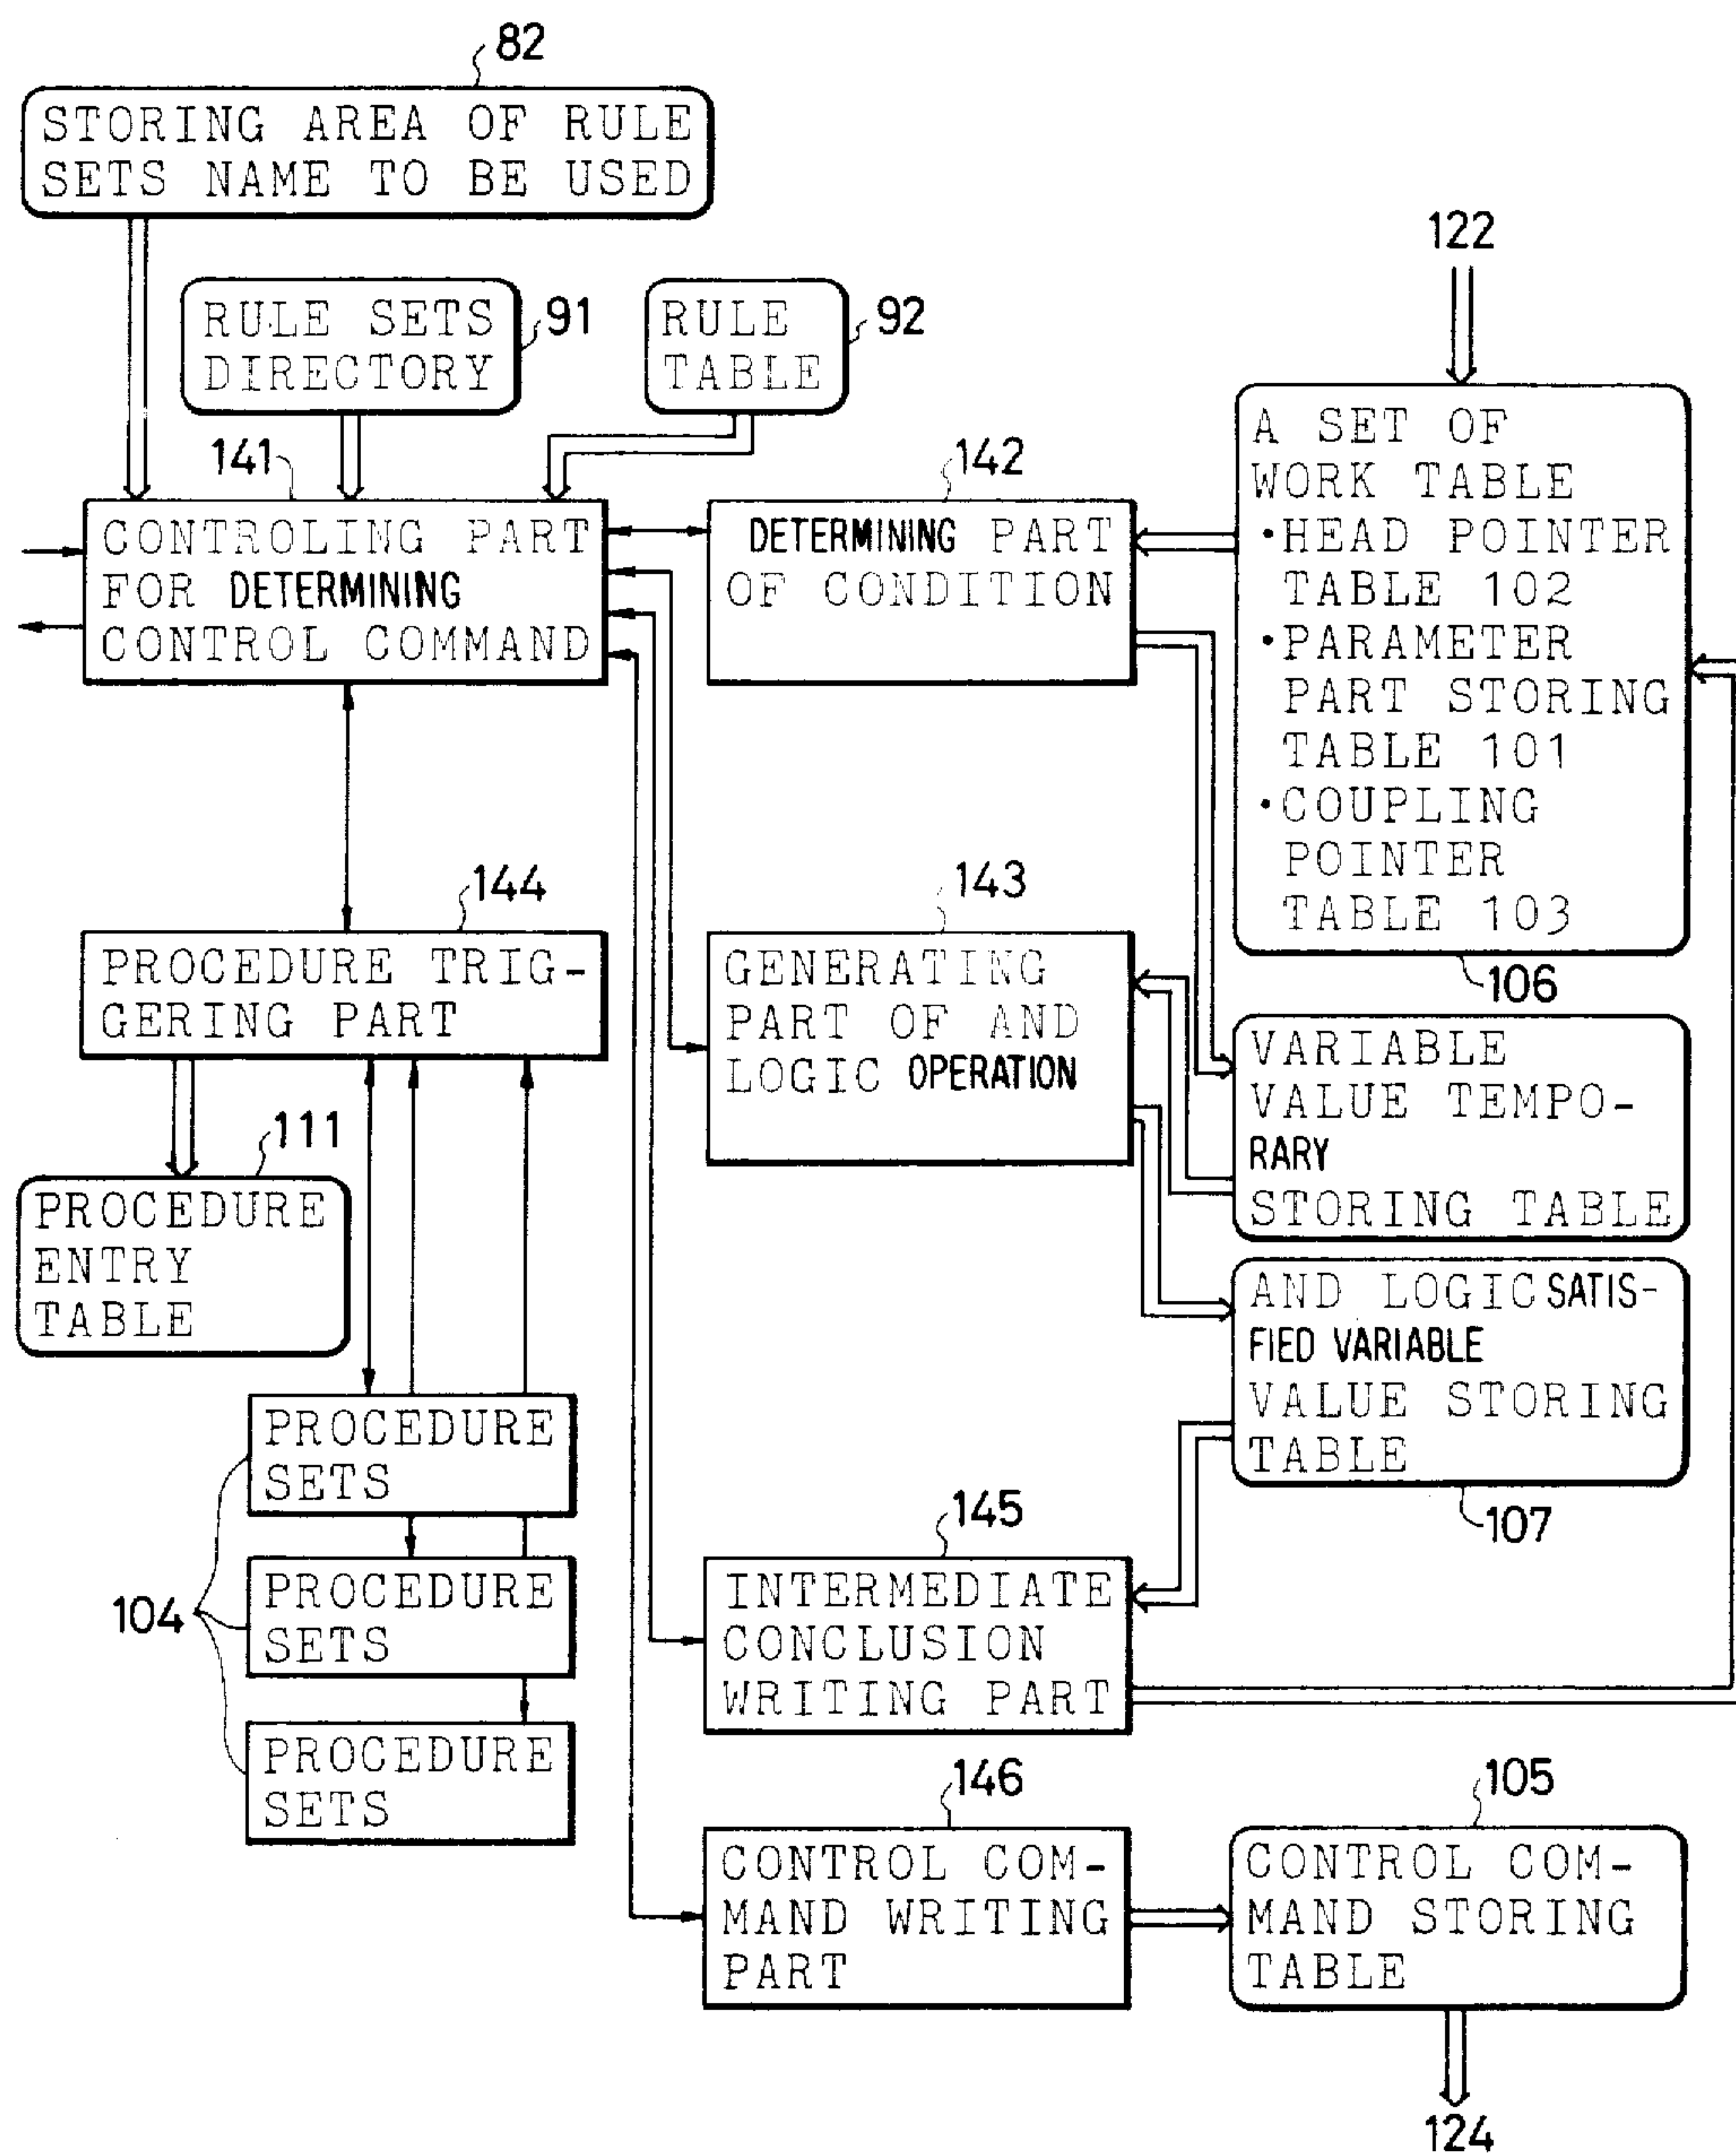 82
STORING AREA OF RULE
SETS NAME TO BE USED
122
RULE SETS
DIRECTORY
91
RULE
TABLE
92
141
CONTROLING PART
FOR DETERMINING
CONTROL COMMAND
142
DETERMINING PART
OF CONDITION
A SET OF
WORK TABLE
•HEAD POINTER
TABLE 102
•PARAMETER
PART STORING
TABLE 101
•COUPLING
POINTER
TABLE 103
106
144
PROCEDURE TRIG-
GERING PART
143
GENERATING
PART OF AND
LOGIC OPERATION
VARIABLE
VALUE TEMPO-
RARY
STORING TABLE
111
PROCEDURE
ENTRY
TABLE
AND LOGIC SATIS-
FIED VARIABLE
VALUE STORING
TABLE
107
PROCEDURE
SETS
104
PROCEDURE
SETS
PROCEDURE
SETS
145
INTERMEDIATE
CONCLUSION
WRITING PART
146
CONTROL COM-
MAND WRITING
PART
105
CONTROL COM-
MAND STORING
TABLE
124